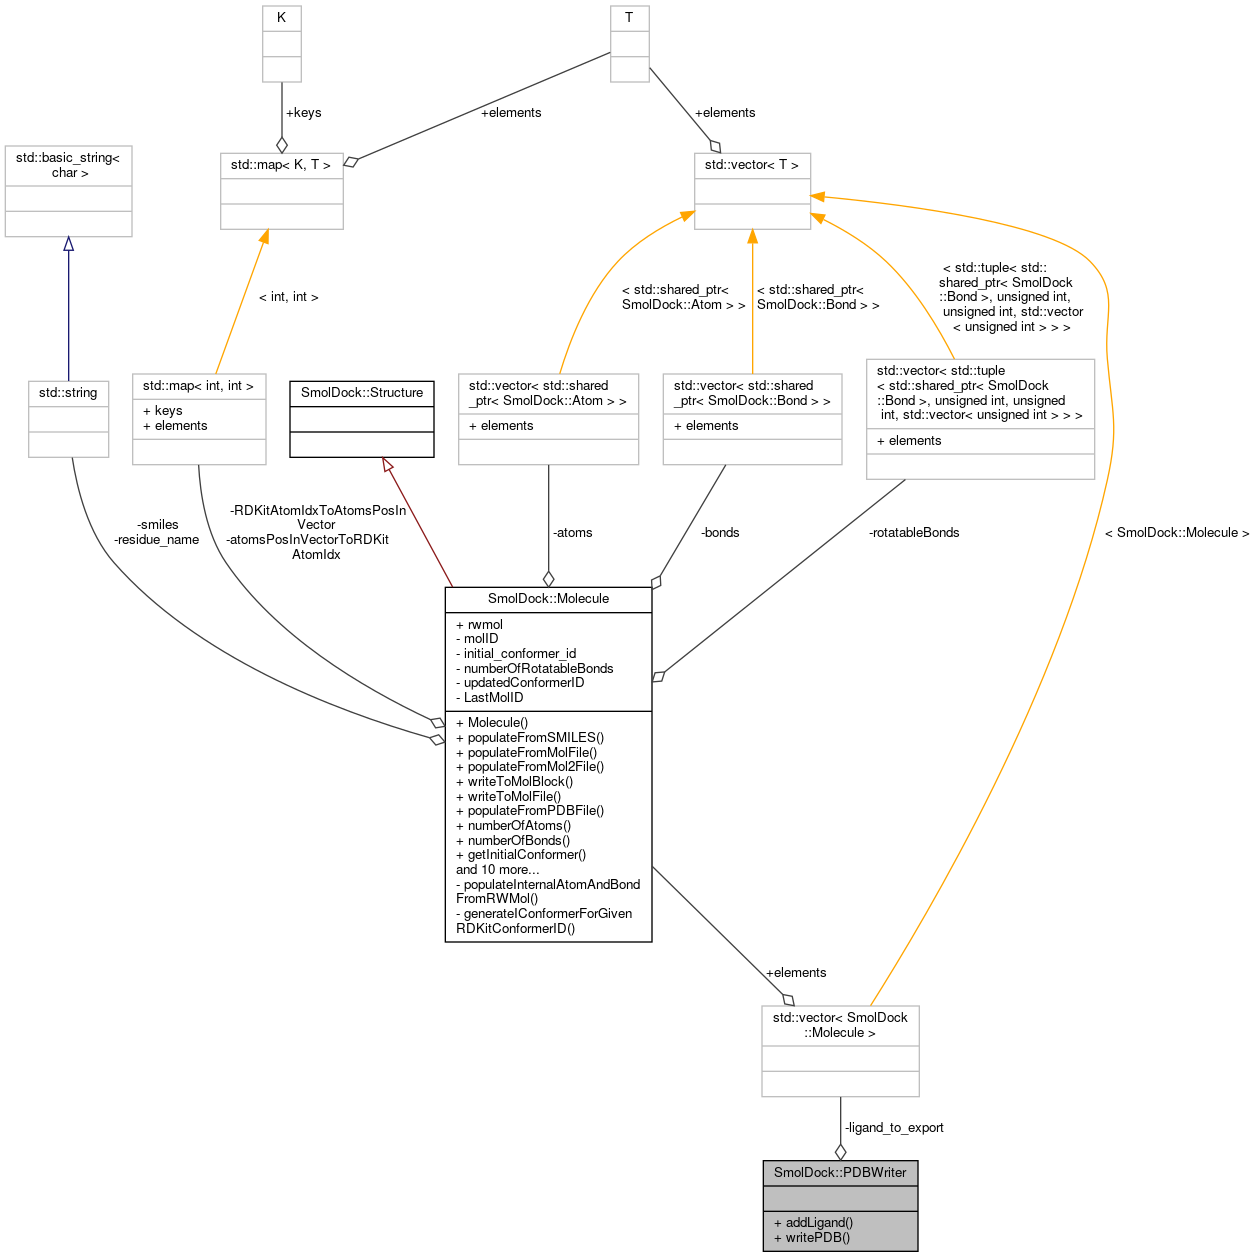 K
T
+keys
+elements
+elements
std::basic_string<
char >
std::map< K, T >
std::vector< T >
< int, int >
< std::shared_ptr<
SmolDock::Atom > >
< std::shared_ptr<
SmolDock::Bond > >
< std::tuple< std::
shared_ptr< SmolDock
::Bond >, unsigned int,
unsigned int, std::vector
< unsigned int > > >
std::string
std::map< int, int >
+ keys
+ elements
SmolDock::Structure
std::vector< std::shared
_ptr< SmolDock::Atom > >
+ elements
std::vector< std::shared
_ptr< SmolDock::Bond > >
+ elements
std::vector< std::tuple
< std::shared_ptr< SmolDock
::Bond >, unsigned int, unsigned
int, std::vector< unsigned int > > >
+ elements
-smiles
-residue_name
-RDKitAtomIdxToAtomsPosIn
Vector
-atomsPosInVectorToRDKit
AtomIdx
-atoms
-bonds
-rotatableBonds
< SmolDock::Molecule >
SmolDock::Molecule
+ rwmol
- molID
- initial_conformer_id
- numberOfRotatableBonds
- updatedConformerID
- LastMolID
+ Molecule()
+ populateFromSMILES()
+ populateFromMolFile()
+ populateFromMol2File()
+ writeToMolBlock()
+ writeToMolFile()
+ populateFromPDBFile()
+ numberOfAtoms()
+ numberOfBonds()
+ getInitialConformer()
and 10 more...
- populateInternalAtomAndBond
FromRWMol()
- generateIConformerForGiven
RDKitConformerID()
+elements
std::vector< SmolDock
::Molecule >
-ligand_to_export
SmolDock::PDBWriter
+ addLigand()
+ writePDB()